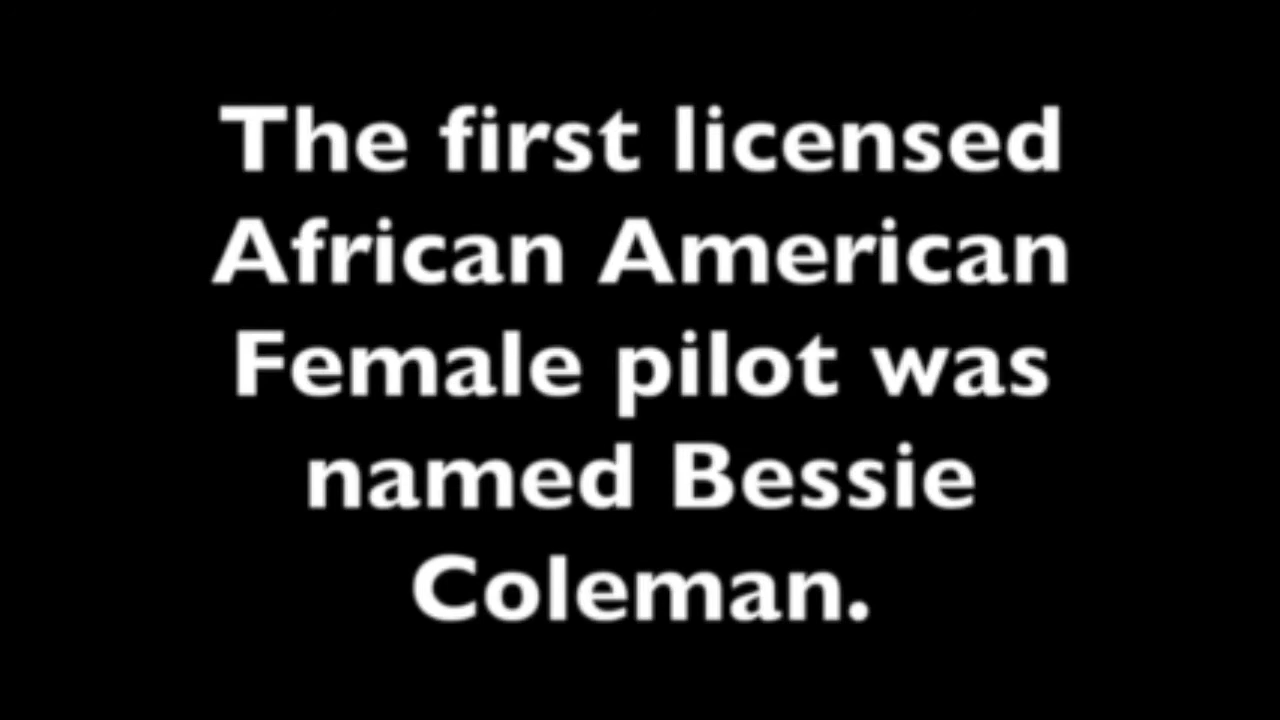 The first licensed
African American
Female pilot was
named Bessie
Coleman.